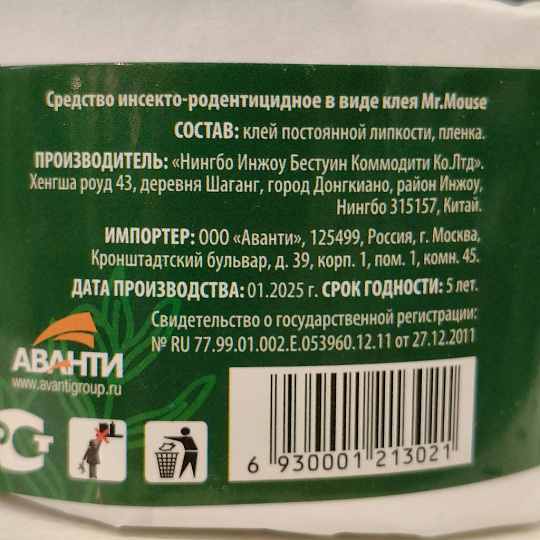 Средство инсекто-родентицидное в виде клея Mr.Mouse
СОСТАВ: клей постоянной липкости, пленка.
ПРОИЗВОДИТЕЛЬ: «Нингбо Инжоу Бестуин Коммодити Ко.Лтд».
Хенгша роуд 43, деревня Шаганг, город Донгкиано, район Инжоу,
Нингбо 315157, Китай.
ИМПОРТЕР: ООО «Аванти», 125499, Россия, г. Москва,
Кронштадтский бульвар, д. 39, корп. 1, пом. 1, комн. 45.
ДАТА ПРОИЗВОДСТВА: 01.2025 г. СРОК ГОДНОСТИ: 5 лет.
Свидетельство о государственной регистрации:
№ RU 77.99.01.002.Е.053960.12.11 от 27.12.2011
АВАНТИ
www.avantigroup.ru
6 930001 213021